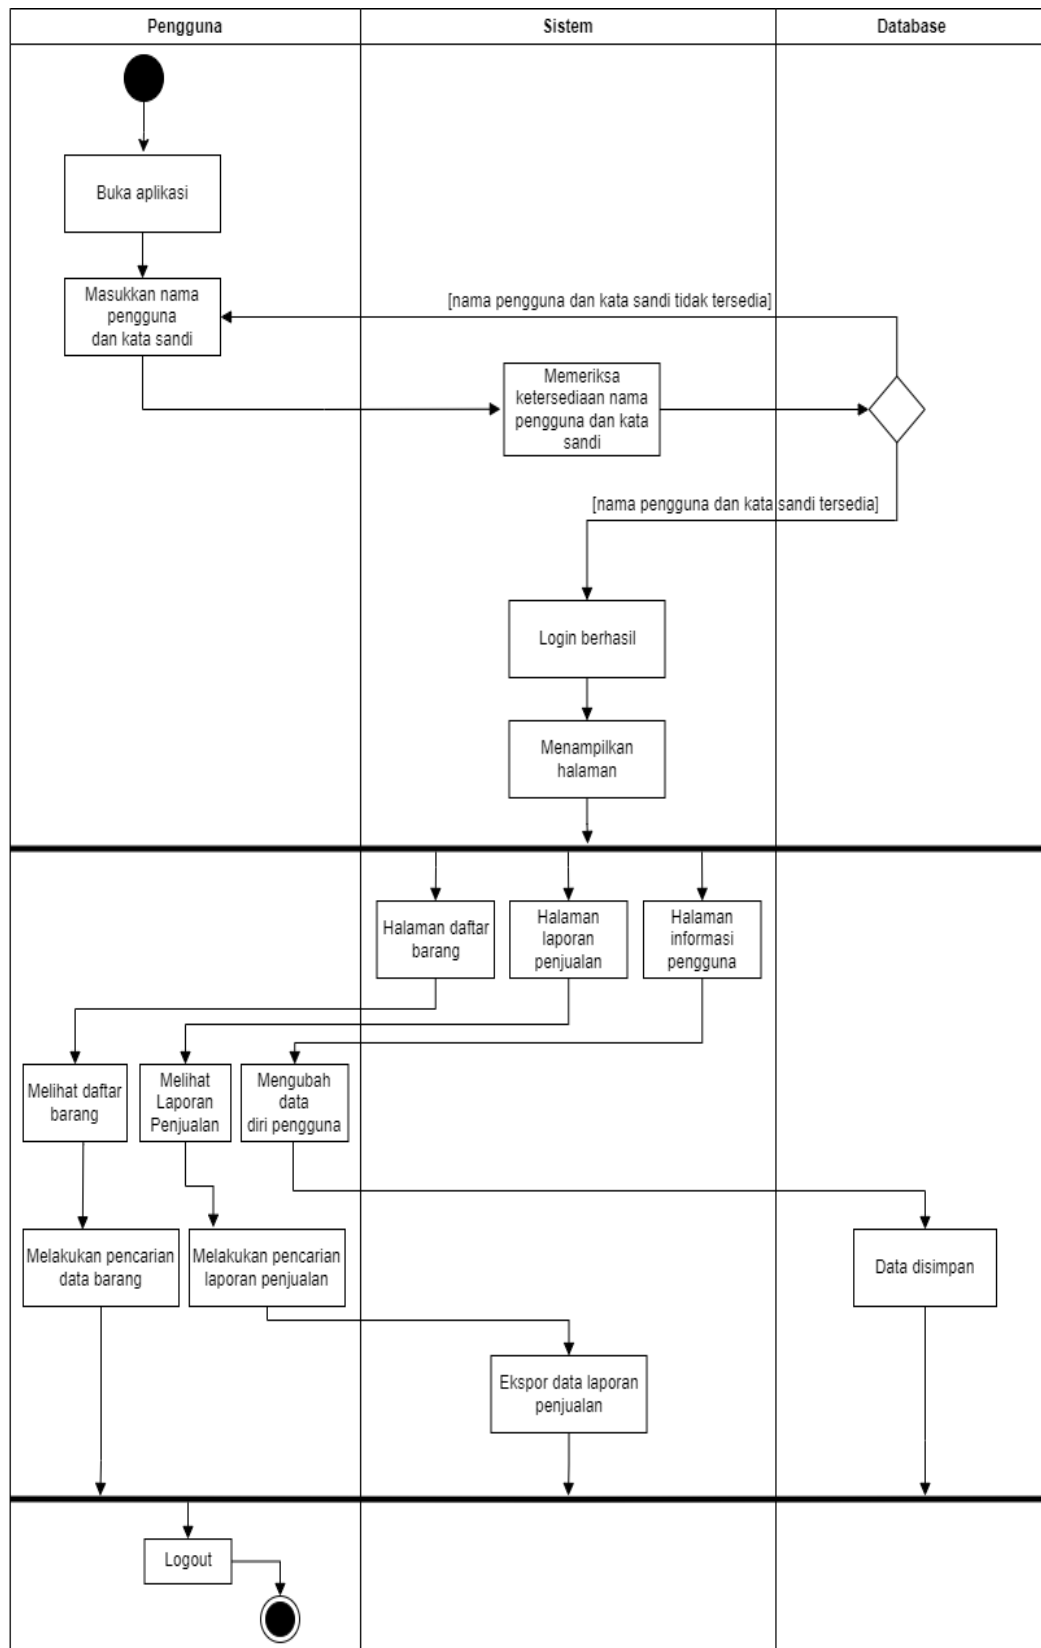 Pengguna
Sistem
Database
Buka aplikasi
Masukkan nama
pengguna
dan kata sandi
[nama pengguna dan kata sandi tidak tersedia]
Memeriksa
ketersediaan nama
pengguna dan kata
sandi
[nama pengguna dan kata sandi tersedia]
Login berhasil
Menampilkan
halaman
Halaman daftar
barang
Halaman
laporan
penjualan
Halaman
informasi
pengguna
Melihat daftar
barang
Melihat
Laporan
Penjualan
Mengubah
data
diri pengguna
Melakukan pencarian
data barang
Melakukan pencarian
laporan penjualan
Data disimpan
Ekspor data laporan
penjualan
Logout